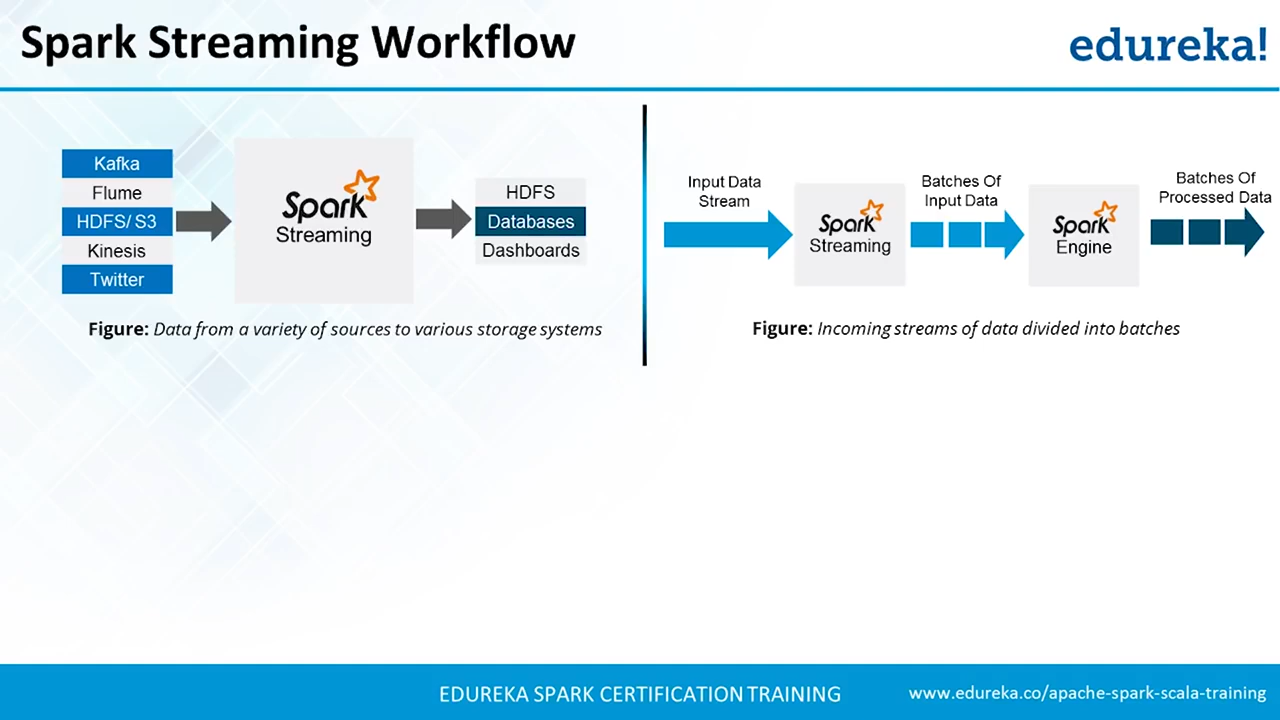 Spark Streaming Workflow
edureka!
Kafka
Flume
HDFS/ S3
Kinesis
Twitter
Spark
Streaming
HDFS
Databases
Dashboards
Figure: Data from a variety of sources to various storage systems
Input Data
Stream
Spark
Streaming
Batches Of
Input Data
Spark
Engine
Batches Of
Processed Data
Figure: Incoming streams of data divided into batches
EDUREKA SPARK CERTIFICATION TRAINING
www.edureka.co/apache-spark-scala-training